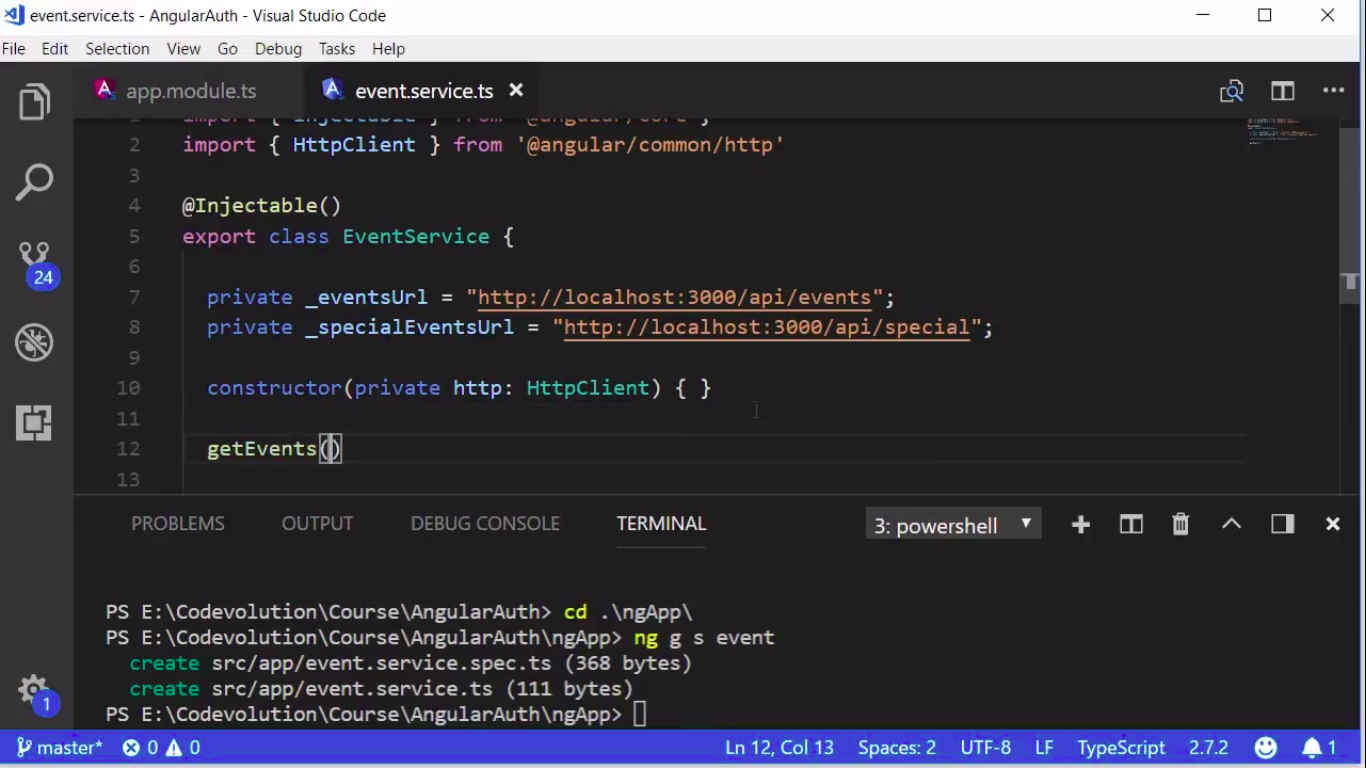 event.service.ts - AngularAuth - Visual Studio Code
File Edit Selection View Go Debug Tasks Help
app.module.ts event.service.ts
1 import { Injectable } from '@angular/core';
2 import { HttpClient } from '@angular/common/http'
3
4 @Injectable()
5 export class EventService {
6
7 private _eventsUrl = "http://localhost:3000/api/events";
8 private _specialEventsUrl = "http://localhost:3000/api/special";
9
10 constructor(private http: HttpClient) { }
11
12 getEvents()
13
24
PROBLEMS OUTPUT DEBUG CONSOLE TERMINAL 3: powershell
PS E:\Codevolution\Course\AngularAuth> cd .\ngApp\
PS E:\Codevolution\Course\AngularAuth\ngApp> ng g s event
create src/app/event.service.spec.ts (368 bytes)
create src/app/event.service.ts (111 bytes)
PS E:\Codevolution\Course\AngularAuth\ngApp>
1
master* 0 0 Ln 12, Col 13 Spaces: 2 UTF-8 LF TypeScript 2.7.2 1